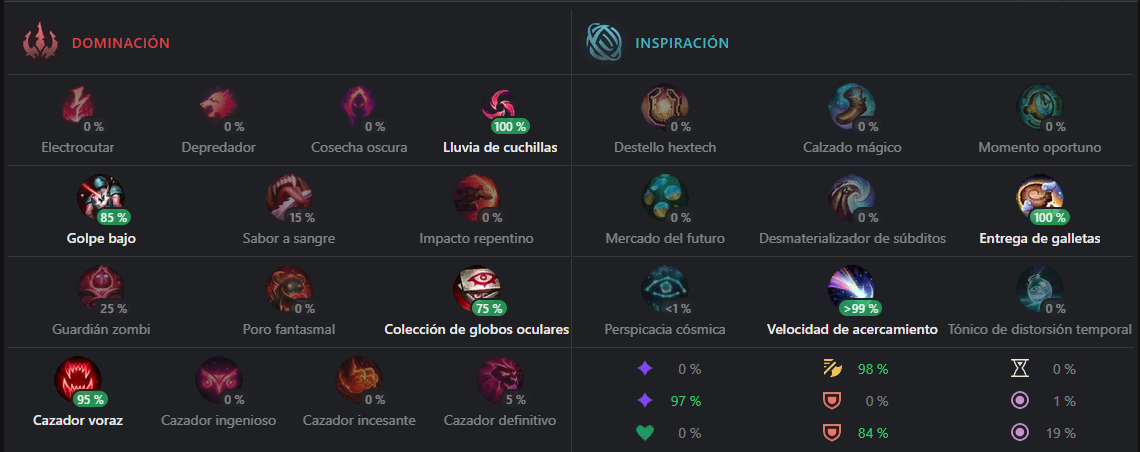 DOMINACIÓN
INSPIRACIÓN
0 % 0 % 0 % 100 %
Electrocutar Depredador Cosecha oscura Lluvia de cuchillas
0 % 0 % 0 %
Destello hextech Calzado mágico Momento oportuno
85 % 15 % 0 %
Golpe bajo Sabor a sangre Impacto repentino
0 % 0 % 100 %
Mercado del futuro Desmaterializador de súbditos Entrega de galletas
25 % 0 % 75 %
Guardián zombi Poro fantasmal Colección de globos oculares
<1 % >99 % 0 %
Perspicacia cósmica Velocidad de acercamiento Tónico de distorsión temporal
95 % 0 % 0 % 5 %
Cazador voraz Cazador ingenioso Cazador incesante Cazador definitivo
0 % 98 % 0 %
97 % 0 % 1 %
0 % 84 % 19 %